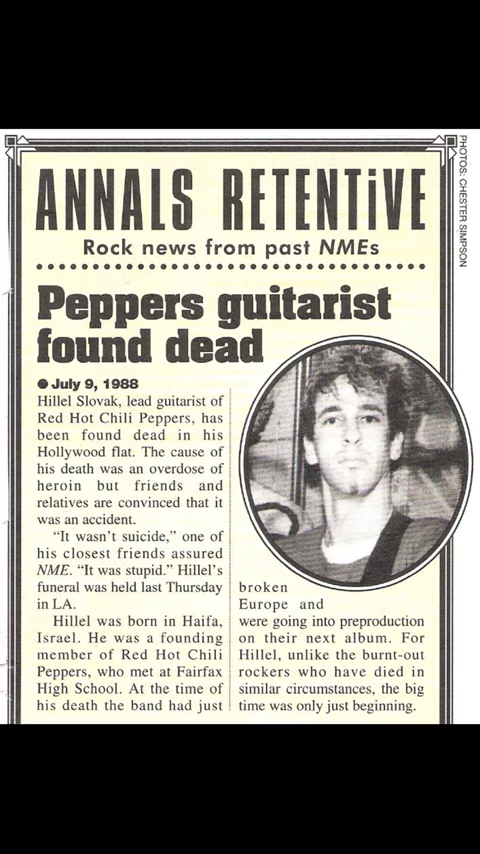 PHOTOS: CHESTER SIMPSON
ANNALS RETENTiVE
Rock news from past NMEs
Peppers guitarist
found dead
● July 9, 1988
Hillel Slovak, lead guitarist of
Red Hot Chili Peppers, has
been found dead in his
Hollywood flat. The cause of
his death was an overdose of
heroin but friends and
relatives are convinced that it
was an accident.
"It wasn't suicide," one of
his closest friends assured
NME. "It was stupid." Hillel's
funeral was held last Thursday
in LA.
Hillel was born in Haifa,
Israel. He was a founding
member of Red Hot Chili
Peppers, who met at Fairfax
High School. At the time of
his death the band had just
broken
Europe and
were going into preproduction
on their next album. For
Hillel, unlike the burnt-out
rockers who have died in
similar circumstances, the big
time was only just beginning.